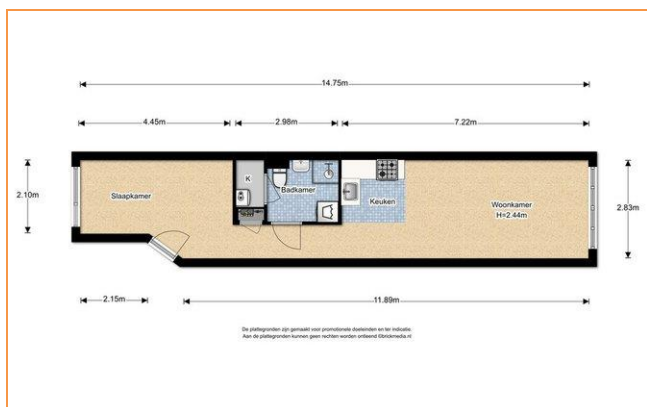 14.75m
4.45m
2.98m
7.22m
2.10m
Slaapkamer
K
Badkamer
Keuken
Woonkamer
H=2.44m
2.83m
2.15m
11.89m
De plattegronden zijn gemaakt voor promotionele doeleinden en ter indicatie.
Aan de plattegronden kunnen geen rechten worden ontleend ©brickmedia.nl